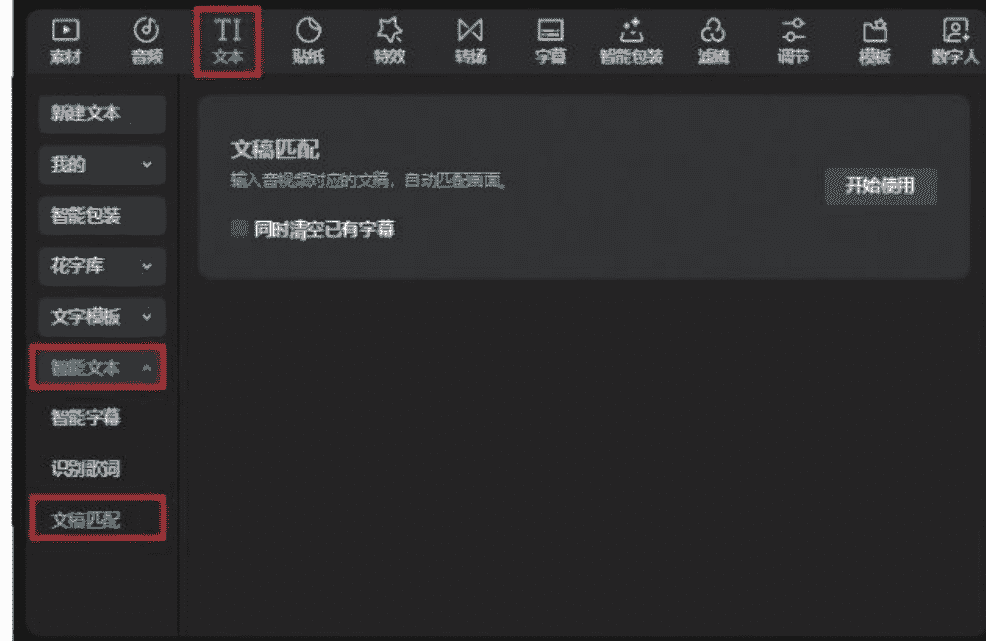 素材 音频 TI 文本 贴纸 特效 转场 字幕 智能包装 滤镜 调节 模板 数字人
新建文本
我的
智能包装
花字库
文字模板
智能文本
智能字幕
识别歌词
文稿匹配
文稿匹配
输入音视频对应的文稿，自动匹配画面。
开始使用
同时清空已有字幕